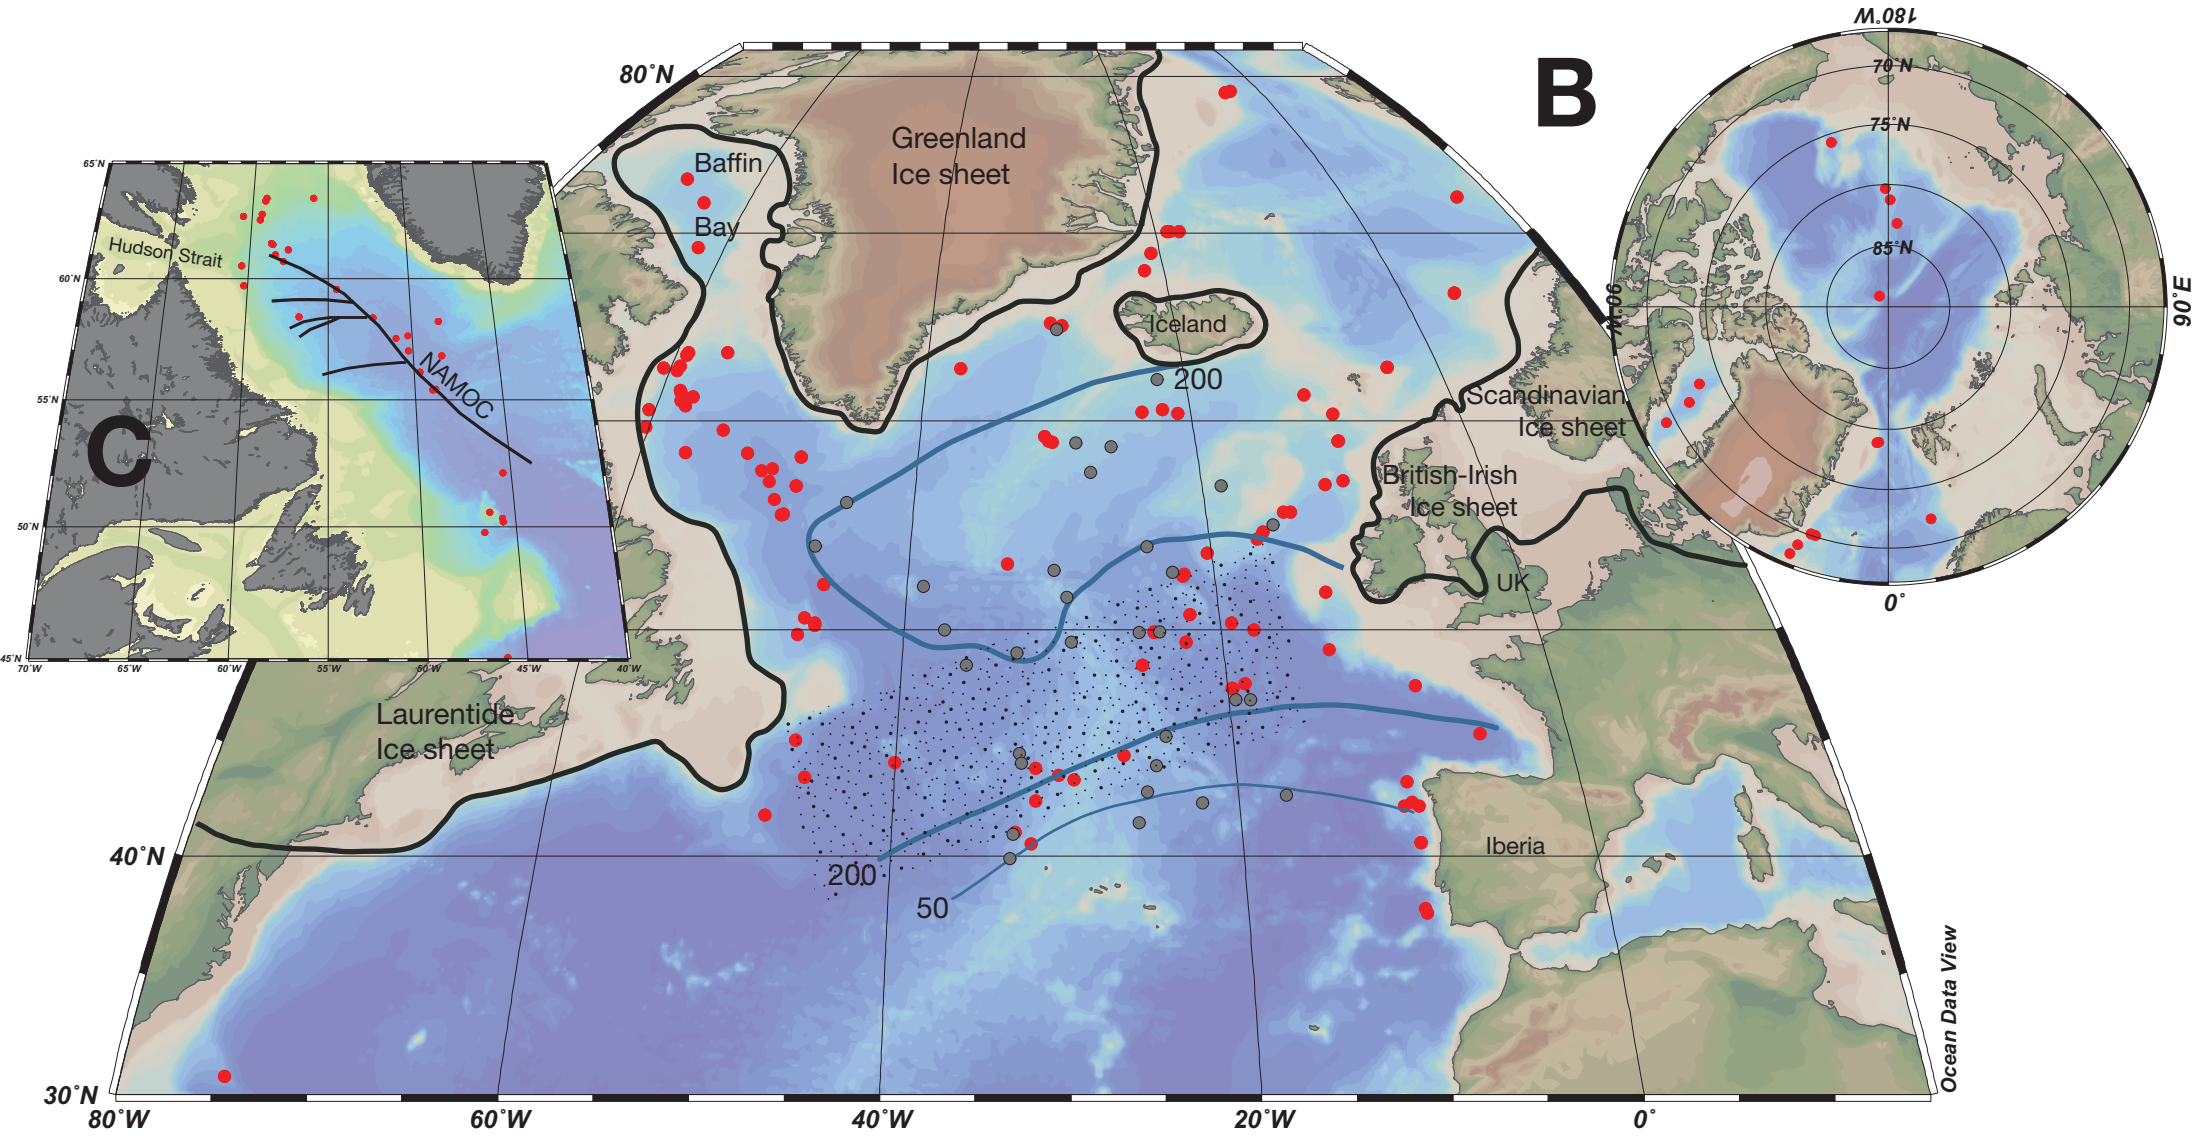 180°W
B
80°N
70°N
75°N
85°N
90°W
90°E
0°
Greenland
Ice sheet
Baffin
Bay
Iceland
200
Scandinavian
Ice sheet
British-Irish
Ice sheet
UK
65°N
Hudson Strait
60°N
55°N
NAMOC
C
50°N
45°N
70°W
65°W
60°W
55°W
50°W
45°W
40°W
Laurentide
Ice sheet
Iberia
40°N
200
50
Ocean Data View
30°N
80°W
60°W
40°W
20°W
0°